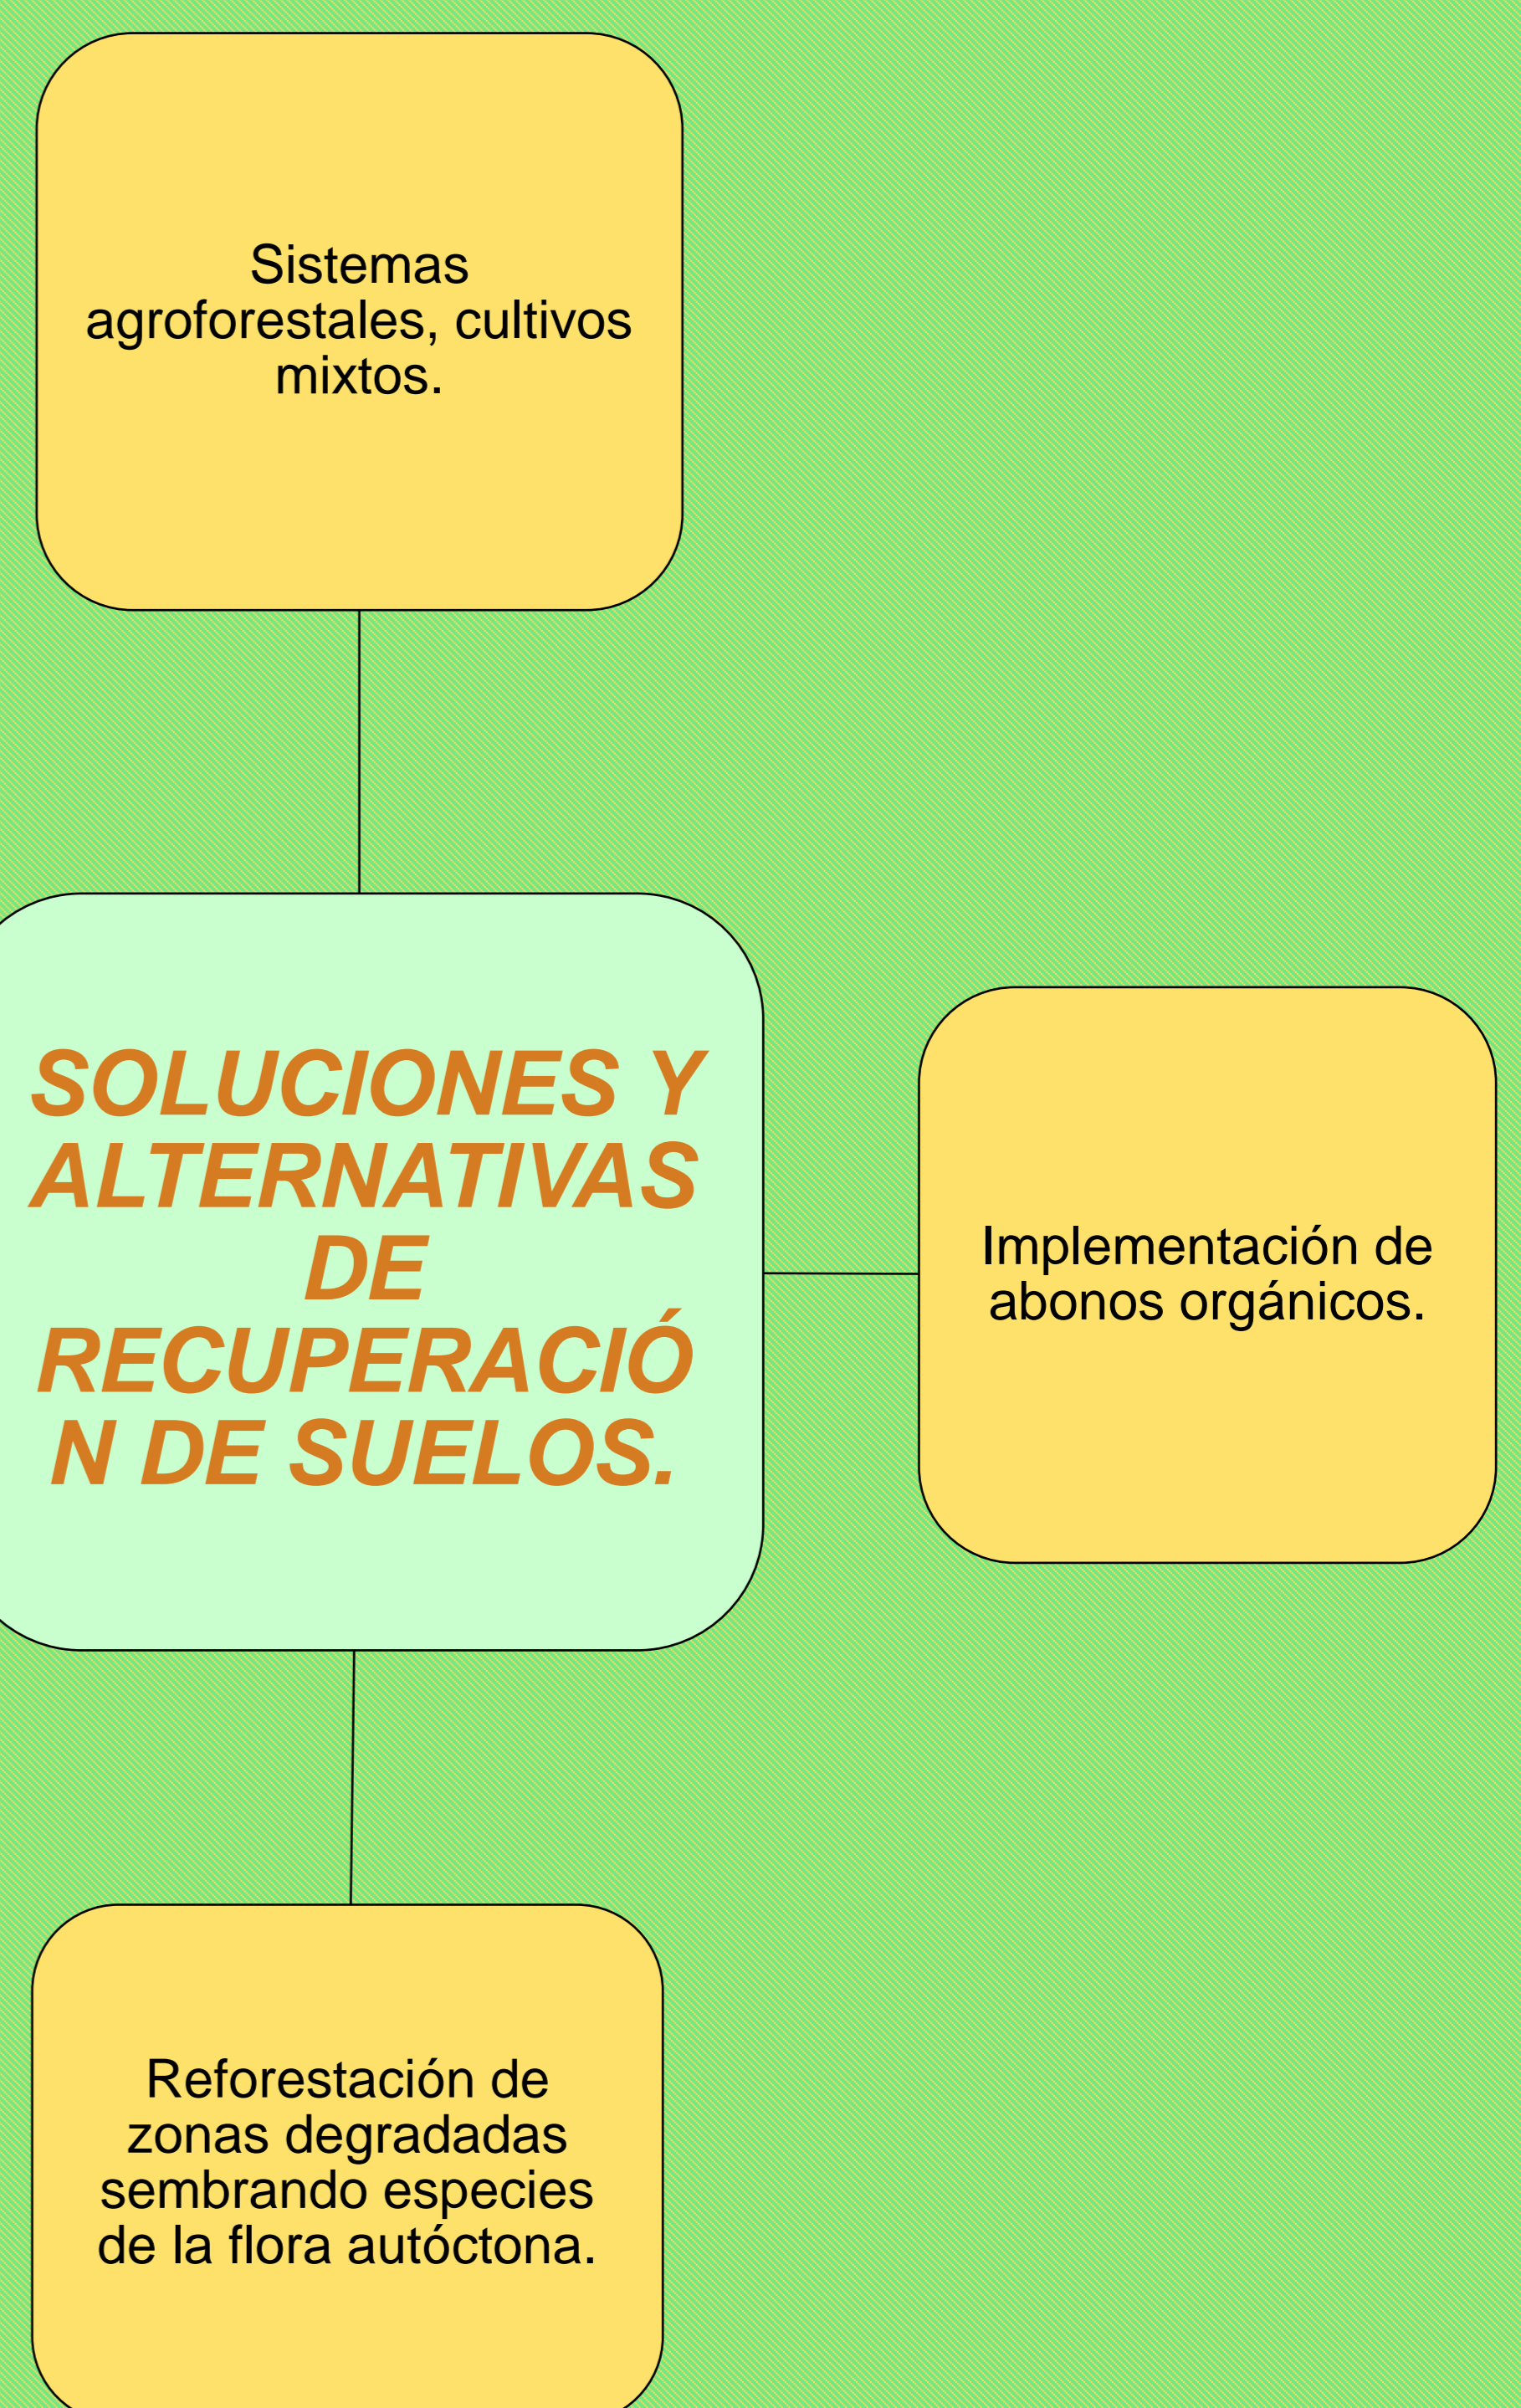 Sistemas
agroforestales, cultivos
mixtos.
SOLUCIONES Y
ALTERNATIVAS
DE
RECUPERACIÓ
N DE SUELOS.
Implementación de
abonos orgánicos.
Reforestación de
zonas degradadas
sembrando especies
de la flora autóctona.